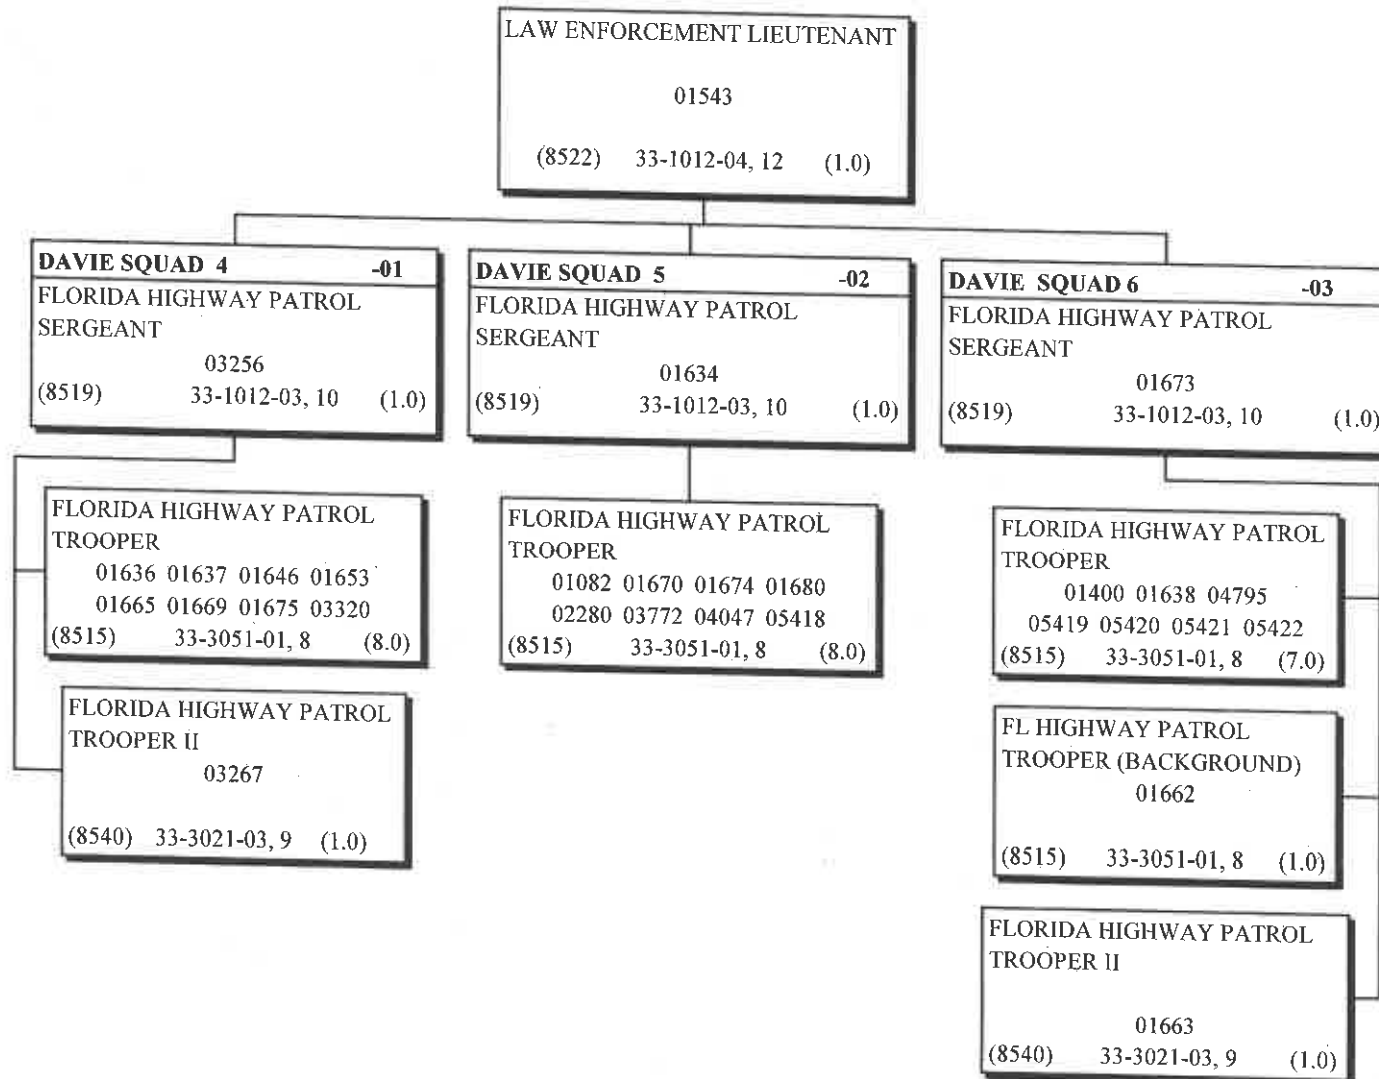 LAW ENFORCEMENT LIEUTENANT
01543
(8522) 33-1012-04, 12 (1.0)
DAVIE SQUAD 4 -01
FLORIDA HIGHWAY PATROL
SERGEANT
03256
(8519) 33-1012-03, 10 (1.0)
DAVIE SQUAD 5 -02
FLORIDA HIGHWAY PATROL
SERGEANT
01634
(8519) 33-1012-03, 10 (1.0)
DAVIE SQUAD 6 -03
FLORIDA HIGHWAY PATROL
SERGEANT
01673
(8519) 33-1012-03, 10 (1.0)
FLORIDA HIGHWAY PATROL
TROOPER
01636 01637 01646 01653
01665 01669 01675 03320
(8515) 33-3051-01, 8 (8.0)
FLORIDA HIGHWAY PATROL
TROOPER II
03267
(8540) 33-3021-03, 9 (1.0)
FLORIDA HIGHWAY PATROL
TROOPER
01082 01670 01674 01680
02280 03772 04047 05418
(8515) 33-3051-01, 8 (8.0)
FLORIDA HIGHWAY PATROL
TROOPER
01400 01638 04795
05419 05420 05421 05422
(8515) 33-3051-01, 8 (7.0)
FL HIGHWAY PATROL
TROOPER (BACKGROUND)
01662
(8515) 33-3051-01, 8 (1.0)
FLORIDA HIGHWAY PATROL
TROOPER II
01663
(8540) 33-3021-03, 9 (1.0)